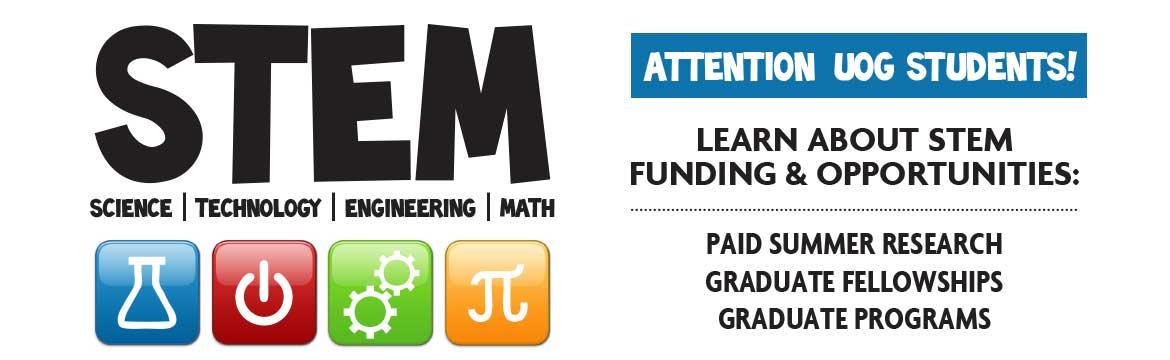 STEM
SCIENCE | TECHNOLOGY | ENGINEERING | MATH
π
ATTENTION UOG STUDENTS!
LEARN ABOUT STEM
FUNDING & OPPORTUNITIES:
PAID SUMMER RESEARCH
GRADUATE FELLOWSHIPS
GRADUATE PROGRAMS